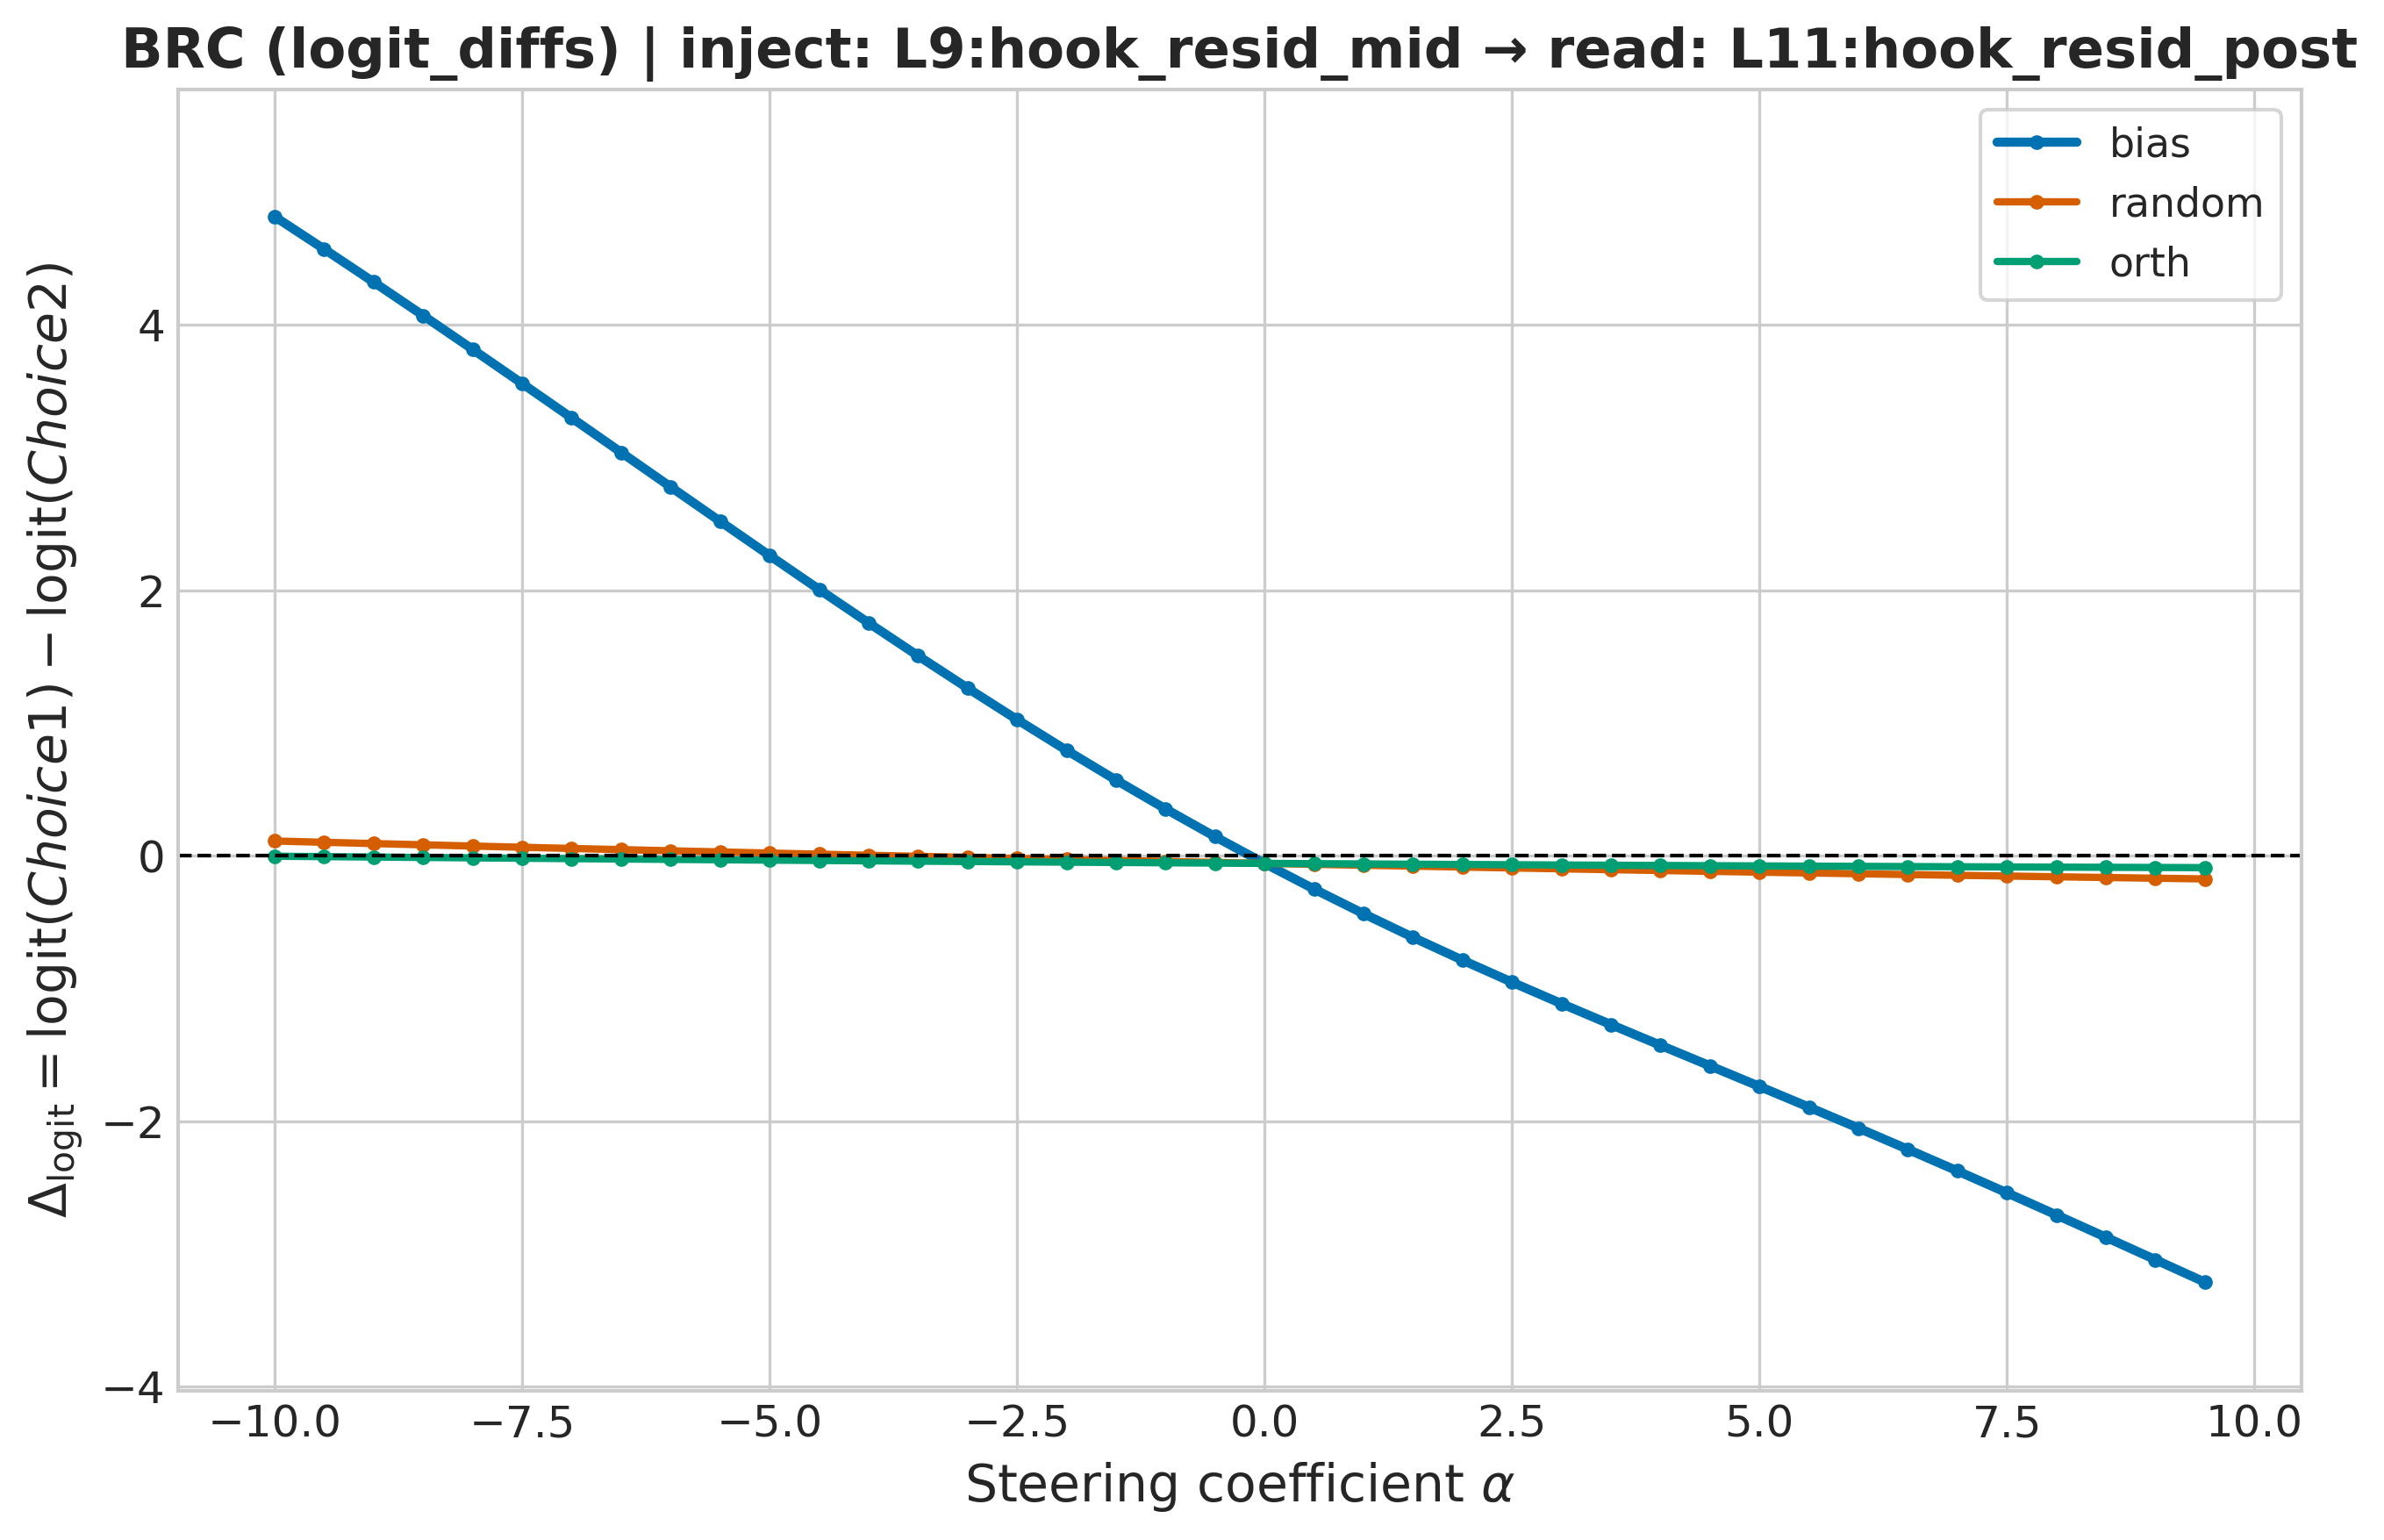 BRC (logit_diffs) | inject: L9:hook_resid_mid → read: L11:hook_resid_post
bias
random
orth
Δlogit = logit(Choice1) − logit(Choice2)
4
2
0
−2
−4
−10.0 −7.5 −5.0 −2.5 0.0 2.5 5.0 7.5 10.0
Steering coefficient α